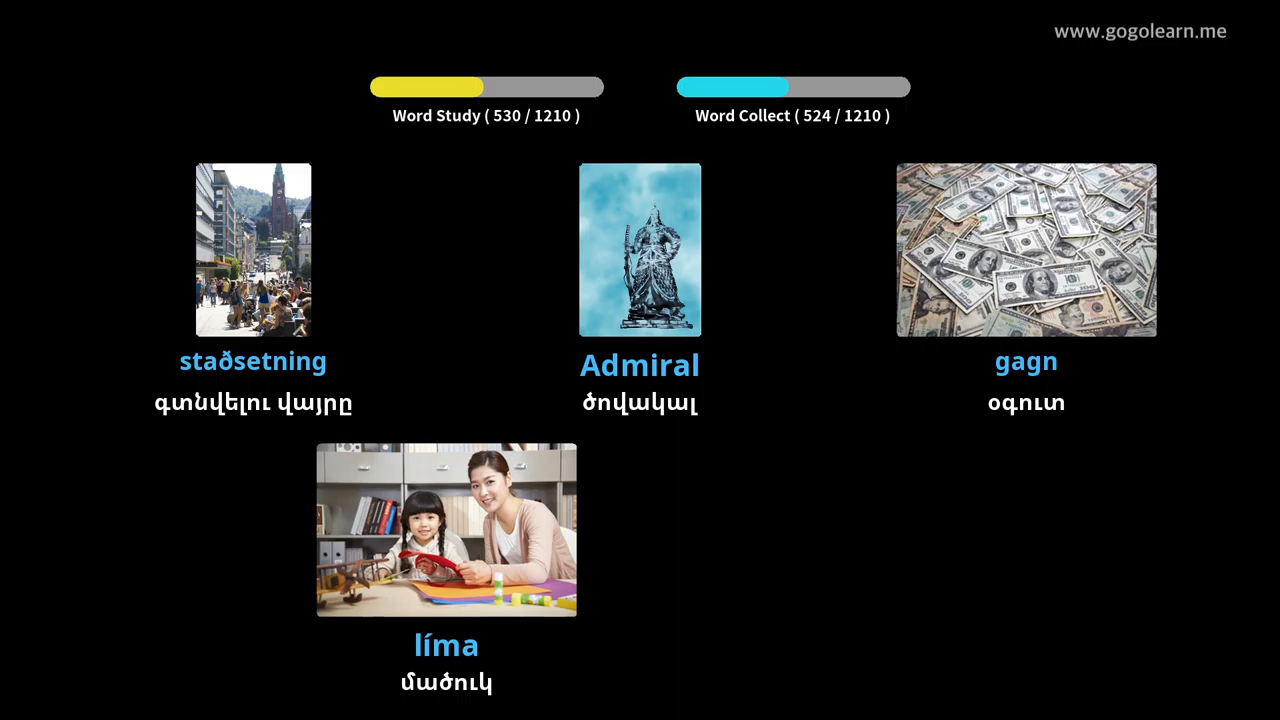 www.gogolearn.me
Word Study ( 530 / 1210 )
Word Collect ( 524 / 1210 )
staðsetning
գտնվելու վայրը
Admiral
ծովակալ
gagn
օգուտ
líma
մածուկ